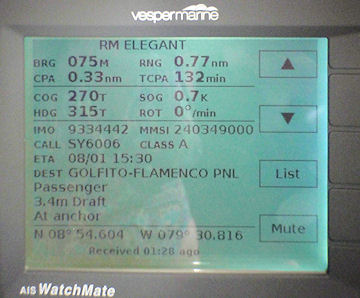 vespermarine
RM ELEGANT
BRG 075M RNG 0.77nm
CPA 0.33nm TCPA 132min
COG 270T SOG 0.7K
HDG 315T ROT 0°/min
IMO 9334442 MMSI 240349000
CALL SY6006 CLASS A
ETA 08/01 15:30
DEST GOLFITO-FLAMENCO PNL
List
Passenger
3.4m Draft
At anchor
Mute
N 08° 54.604 W 079° 30.816
Received 01:28 ago
AIS WatchMate